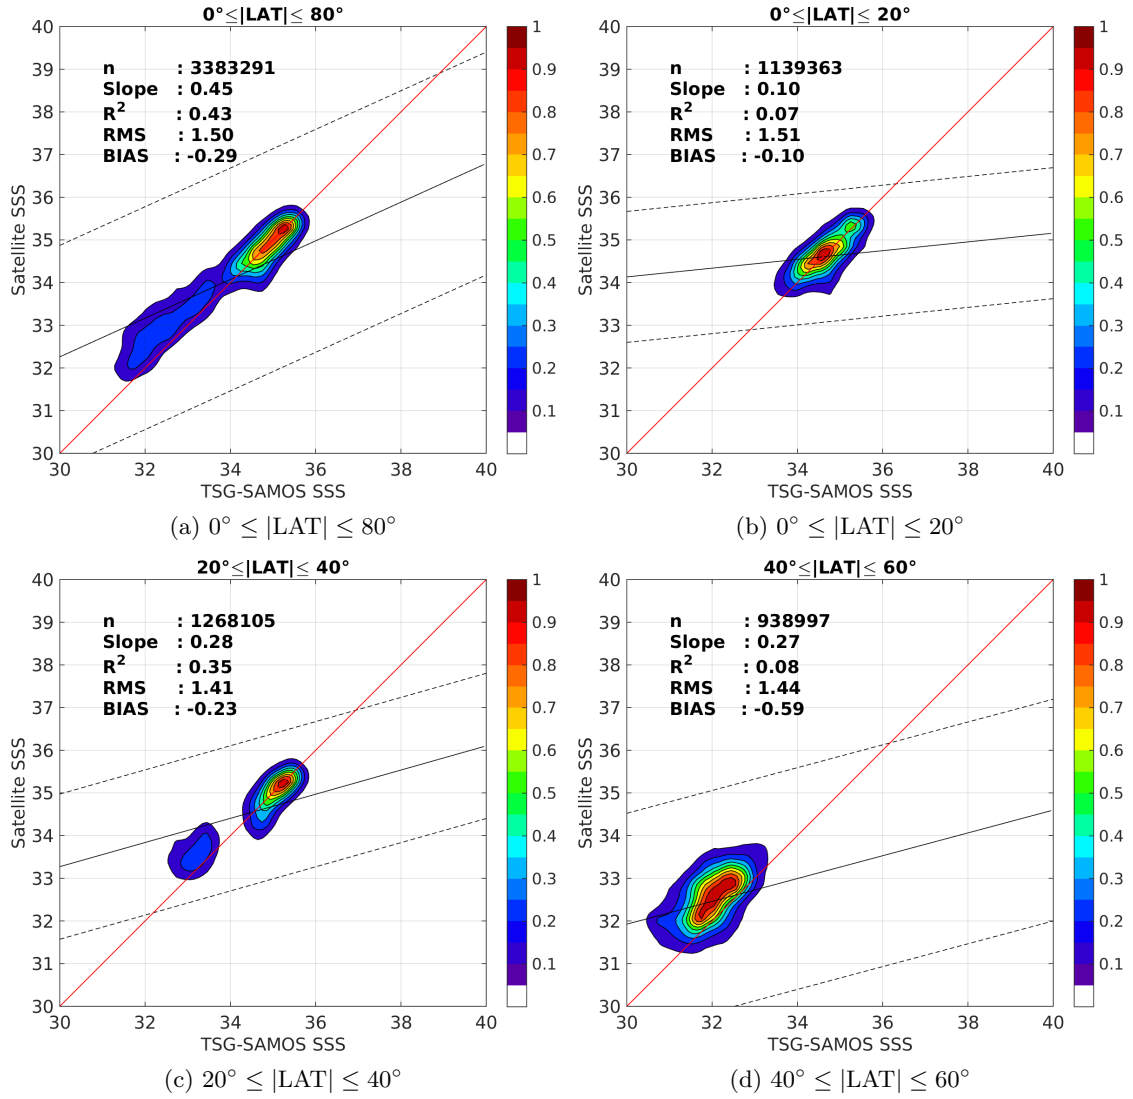 0°≤|LAT|≤ 80°
n : 3383291
Slope : 0.45
R² : 0.43
RMS : 1.50
BIAS : -0.29
Satellite SSS
40
39
38
37
36
35
34
33
32
31
30
30 32 34 36 38 40
TSG-SAMOS SSS
1
0.9
0.8
0.7
0.6
0.5
0.4
0.3
0.2
0.1
(a) 0° ≤ |LAT| ≤ 80°
0°≤|LAT|≤ 20°
n : 1139363
Slope : 0.10
R² : 0.07
RMS : 1.51
BIAS : -0.10
Satellite SSS
40
39
38
37
36
35
34
33
32
31
30
30 32 34 36 38 40
TSG-SAMOS SSS
1
0.9
0.8
0.7
0.6
0.5
0.4
0.3
0.2
0.1
(b) 0° ≤ |LAT| ≤ 20°
20°≤|LAT|≤ 40°
n : 1268105
Slope : 0.28
R² : 0.35
RMS : 1.41
BIAS : -0.23
Satellite SSS
40
39
38
37
36
35
34
33
32
31
30
30 32 34 36 38 40
TSG-SAMOS SSS
1
0.9
0.8
0.7
0.6
0.5
0.4
0.3
0.2
0.1
(c) 20° ≤ |LAT| ≤ 40°
40°≤|LAT|≤ 60°
n : 938997
Slope : 0.27
R² : 0.08
RMS : 1.44
BIAS : -0.59
Satellite SSS
40
39
38
37
36
35
34
33
32
31
30
30 32 34 36 38 40
TSG-SAMOS SSS
1
0.9
0.8
0.7
0.6
0.5
0.4
0.3
0.2
0.1
(d) 40° ≤ |LAT| ≤ 60°